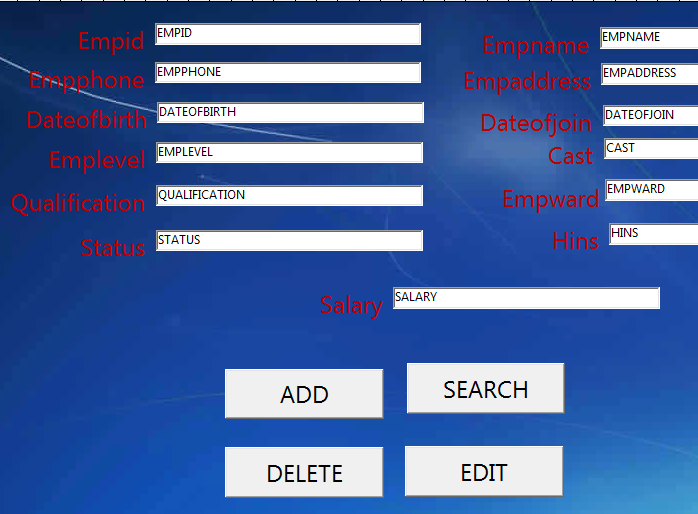 Empid EMPID Empname EMPNAME
Empphone EMPPHONE Empaddress EMPADDRESS
Dateofbirth DATEOFBIRTH Dateofjoin DATEOFJOIN
Emplevel EMPLEVEL Cast CAST
Qualification QUALIFICATION Empward EMPWARD
Status STATUS Hins HINS
Salary SALARY
ADD SEARCH
DELETE EDIT